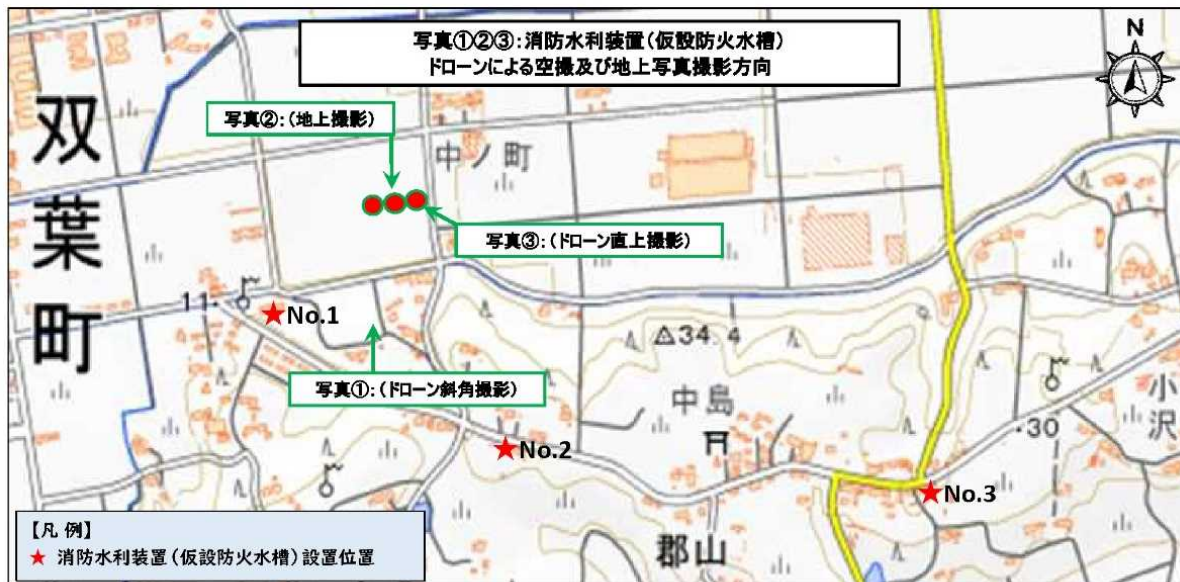 写真①②③:消防水利装置(仮設防火水槽)
ドローンによる空撮及び地上写真撮影方向
N
双葉町
写真②:(地上撮影)
中ノ町
写真③:(ドローン直上撮影)
11
★No.1
△34.4
写真①:(ドローン斜角撮影)
中島
小沢
・30
★No.2
★No.3
郡山
【凡 例】
★ 消防水利装置(仮設防火水槽)設置位置